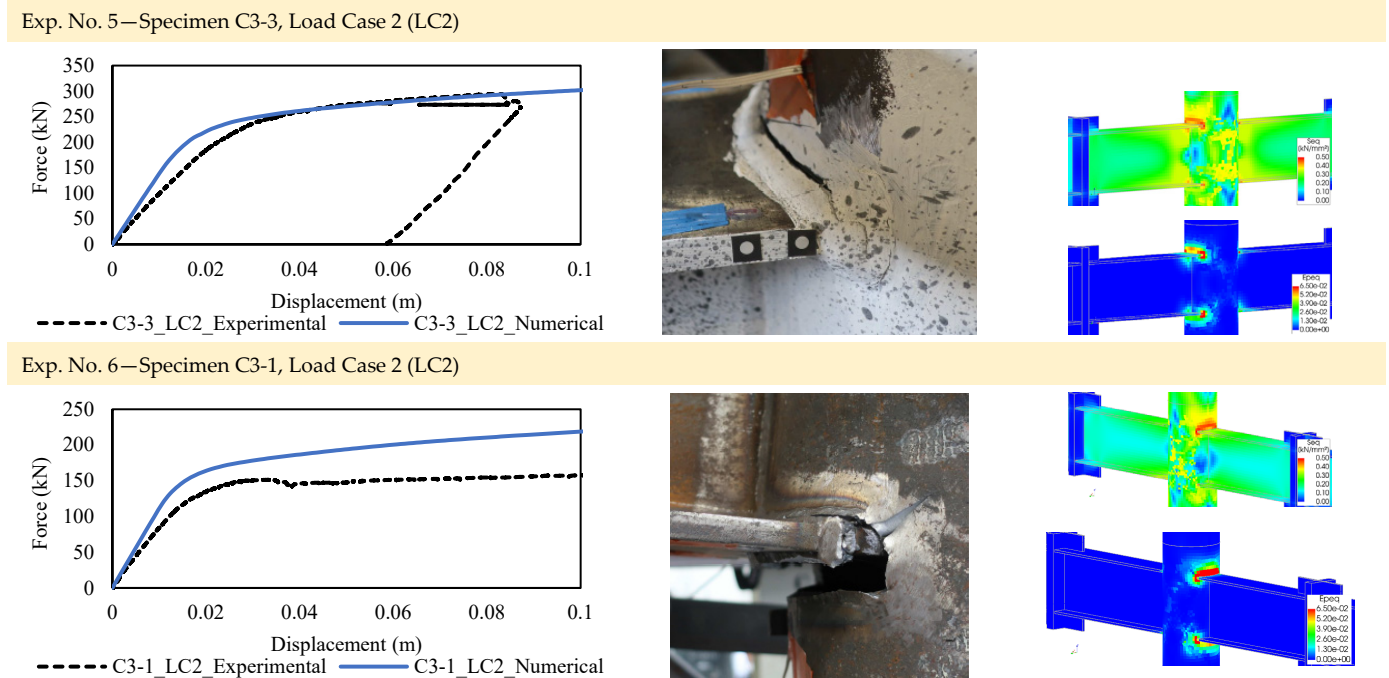 Exp. No. 5—Specimen C3-3, Load Case 2 (LC2)
350
300
250
200
150
100
50
0
Force (kN)
0 0.02 0.04 0.06 0.08 0.1
Displacement (m)
C3-3_LC2_Experimental C3-3_LC2_Numerical
Seq
(kN/mm²)
0.50
0.40
0.30
0.20
0.10
0.00
Epeq
6.50e-02
5.20e-02
3.90e-02
2.60e-02
1.30e-02
0.00e+00
Exp. No. 6—Specimen C3-1, Load Case 2 (LC2)
250
200
150
100
50
0
Force (kN)
0 0.02 0.04 0.06 0.08 0.1
Displacement (m)
C3-1_LC2_Experimental C3-1_LC2_Numerical
Seq
(kN/mm²)
0.50
0.40
0.30
0.20
0.10
0.00
Epeq
6.50e-02
5.20e-02
3.90e-02
2.60e-02
1.30e-02
0.00e+00